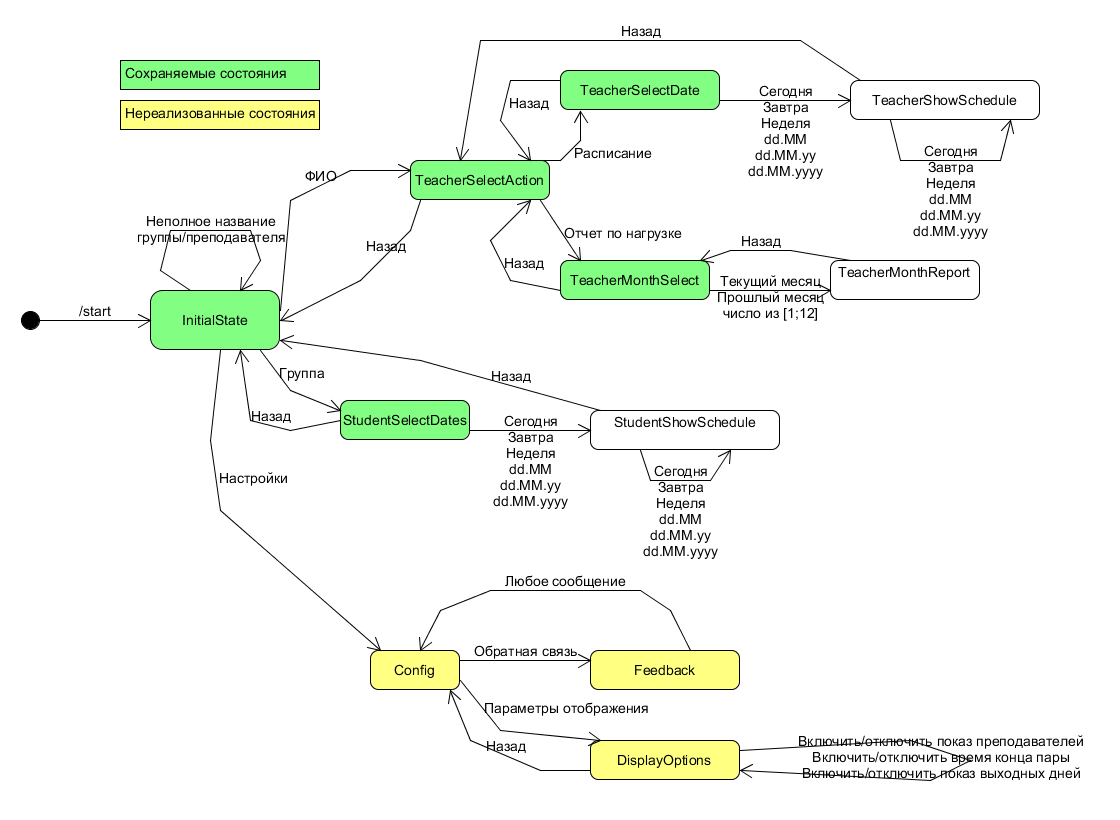 Назад
Сохраняемые состояния
Нереализованные состояния
TeacherSelectDate
Назад
Сегодня
Завтра
Неделя
dd.MM
dd.MM.yy
dd.MM.yyyy
TeacherShowSchedule
Расписание
Сегодня
Завтра
Неделя
dd.MM
dd.MM.yy
dd.MM.yyyy
ФИО
TeacherSelectAction
Неполное название
группы/преподавателя
Назад
Отчет по нагрузке
Назад
TeacherMonthSelect
Назад
Текущий месяц
Прошлый месяц
число из [1;12]
TeacherMonthReport
/start
InitialState
Группа
Назад
Назад
StudentSelectDates
Сегодня
Завтра
Неделя
dd.MM
dd.MM.yy
dd.MM.yyyy
StudentShowSchedule
Сегодня
Завтра
Неделя
dd.MM
dd.MM.yy
dd.MM.yyyy
Настройки
Любое сообщение
Config
Обратная связь
Feedback
Параметры отображения
Назад
DisplayOptions
Включить/отключить показ преподавателей
Включить/отключить время конца пары
Включить/отключить показ выходных дней